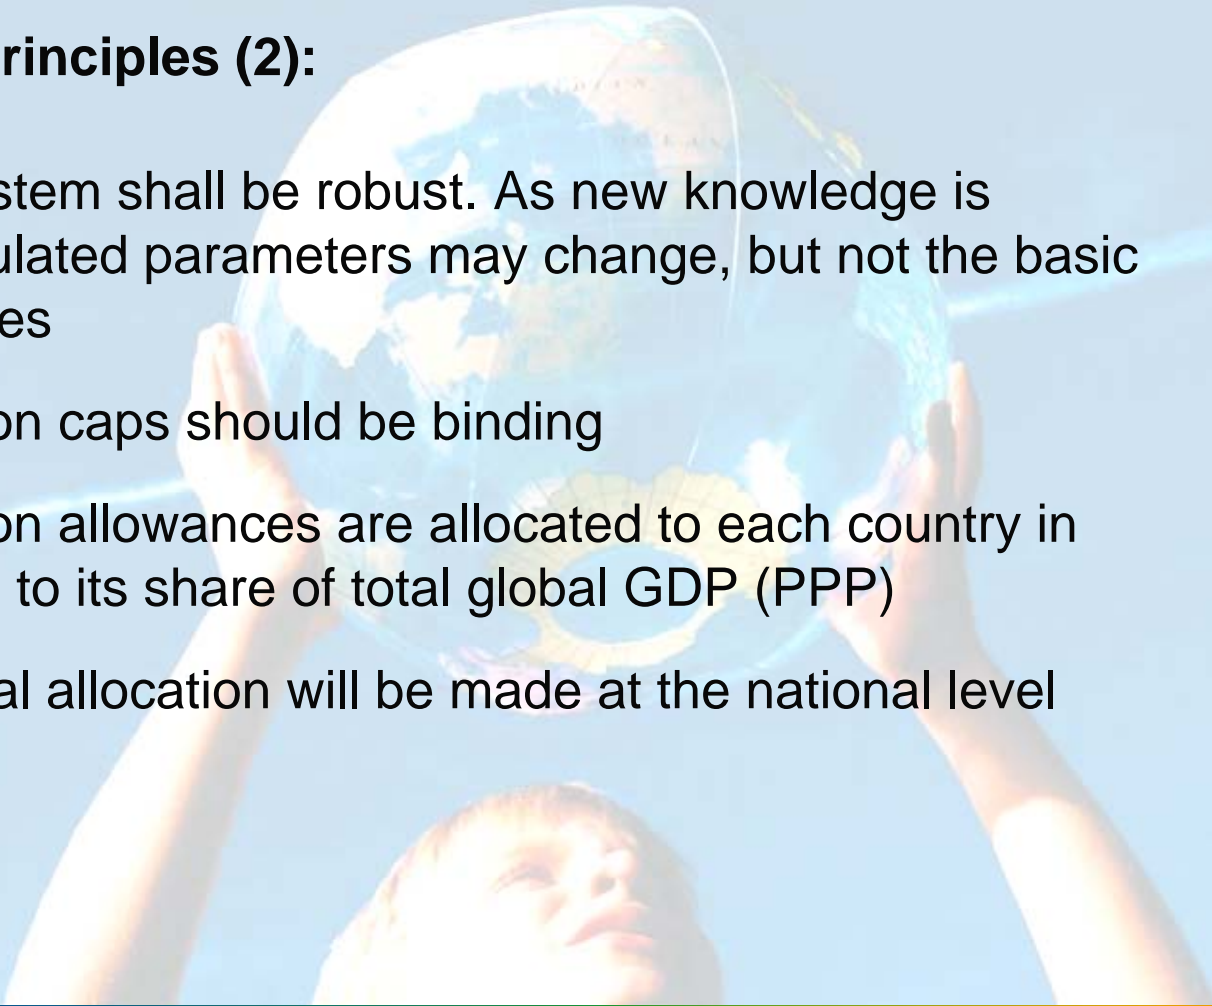 rinciples (2):
stem shall be robust. As new knowledge is
ulated parameters may change, but not the basic
es
on caps should be binding
on allowances are allocated to each country in
to its share of total global GDP (PPP)
al allocation will be made at the national level